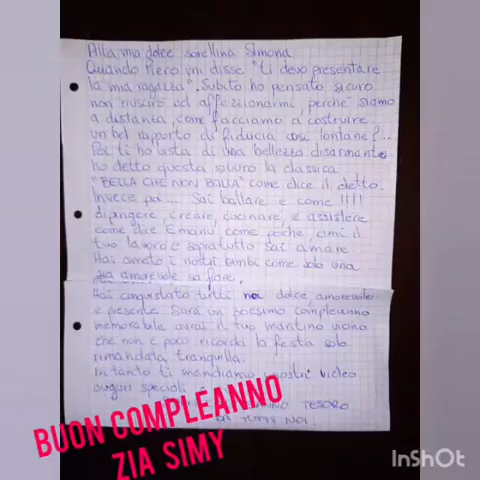 Alla mia dolce sorellina Simona
Quando Piero mi disse "ti devo presentare
la mia ragazza". Subito ho pensato sicuro
non riuscirò ad affezionarmi, perché siamo
a distanza, come facciamo a costruire
un bel rapporto di fiducia così lontane?..
Poi ti ho vista di una bellezza disarmante
ho detto questa sicuro la classica
"BELLA CHE NON BALLA" come dice il detto.
Invece poi.... Sai ballare e come !!!!
dipingere, creare, cucinare, e assistere
come dice Emanu, come poche, ami il
tuo lavoro e sopratutto sai amare
Hai amato i nostri bimbi come solo una
zia amorevole sa fare.
Hai conquistato tutti noi dolce, amorevole
e presente. Sarà un compleanno
memorabile avrai il tuo maritino vicino
che non è poco ricordi la festa solo
rimandata tranquilla.
Intanto ti mandiamo i nostri video
auguri speciali
TESORO
DA TUTTI NOI.
BUON COMPLEANNO
ZIA SIMY
InShOt